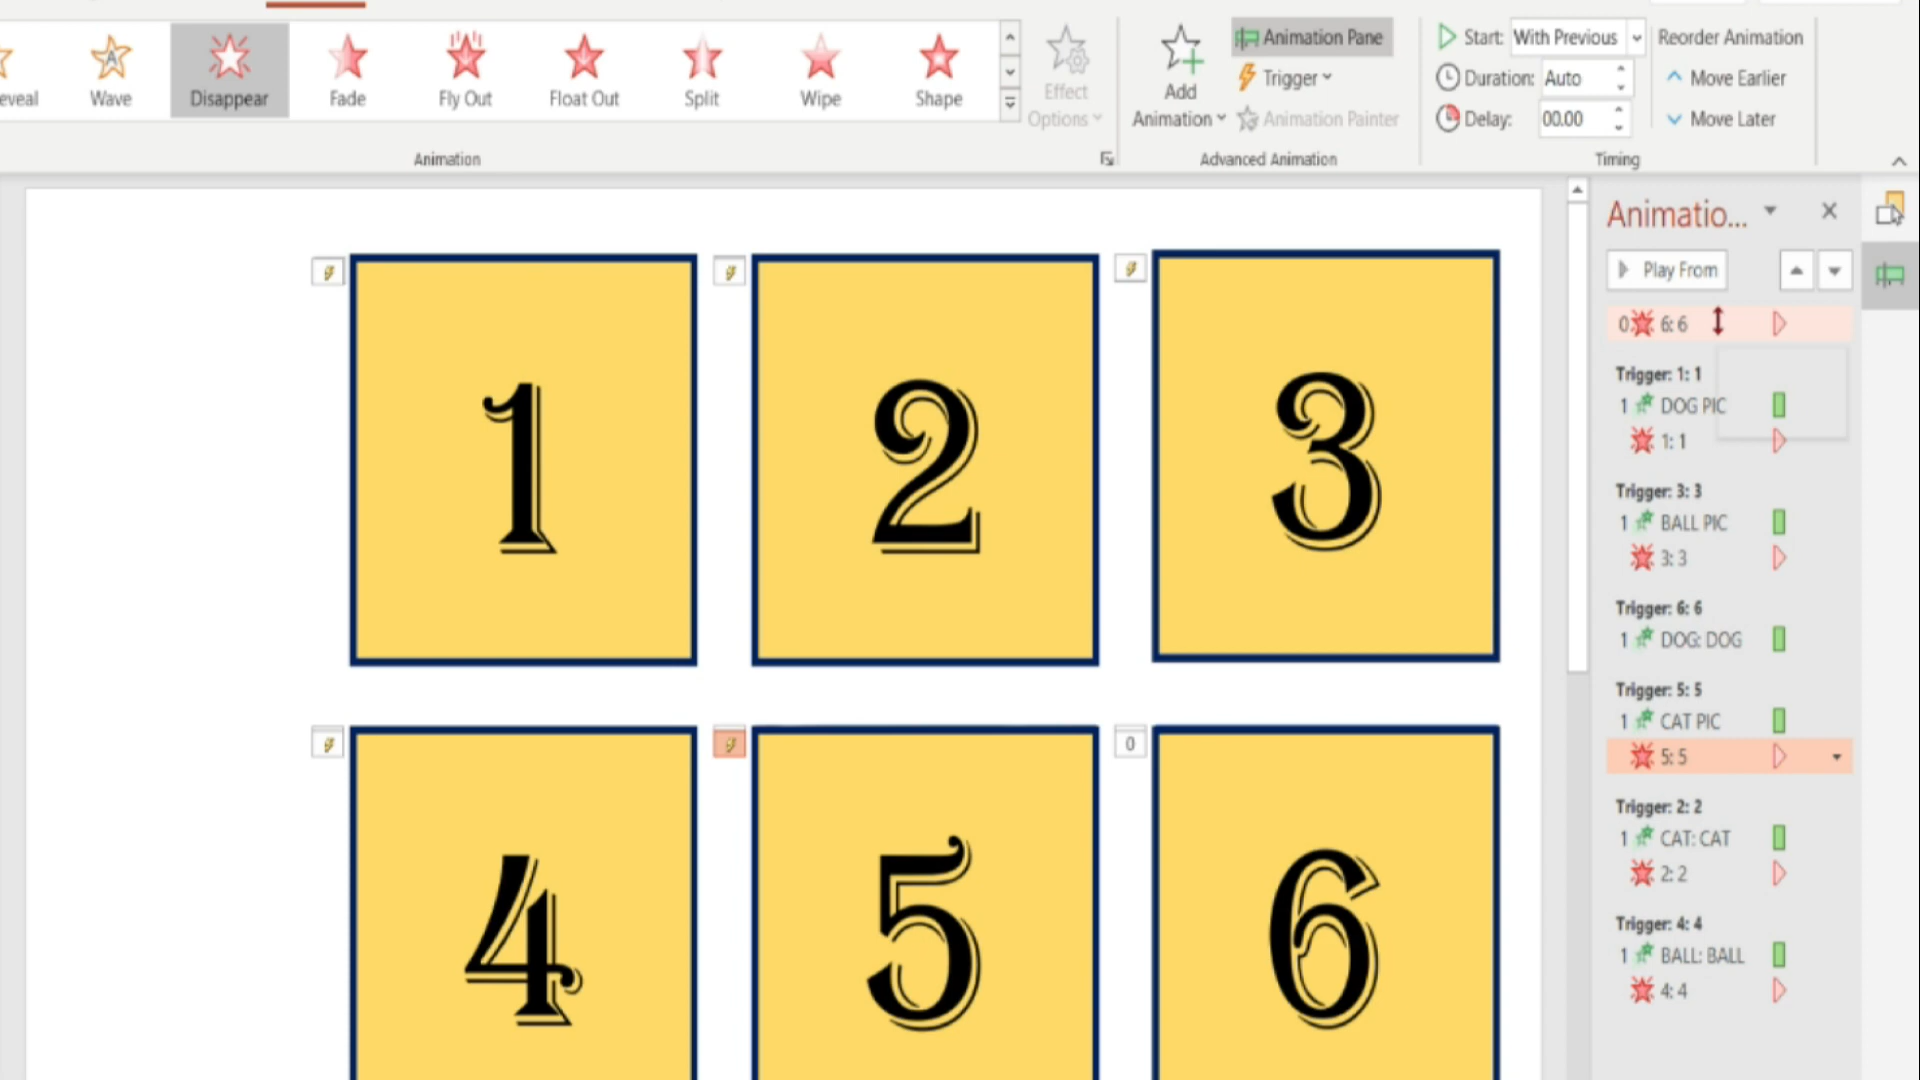 eveal
Wave
Disappear
Fade
Fly Out
Float Out
Split
Wipe
Shape
Effect
Options
Add
Animation
Animation Pane
Trigger
Animation Painter
Start: With Previous
Duration: Auto
Delay: 00.00
Reorder Animation
Move Earlier
Move Later
Animation
Advanced Animation
Timing
1
2
3
4
5
0
6
Animatio...
Play From
0 6: 6
Trigger: 1: 1
1 DOG PIC
1: 1
Trigger: 3: 3
1 BALL PIC
3: 3
Trigger: 6: 6
1 DOG: DOG
Trigger: 5: 5
1 CAT PIC
5: 5
Trigger: 2: 2
1 CAT: CAT
2: 2
Trigger: 4: 4
1 BALL: BALL
4: 4